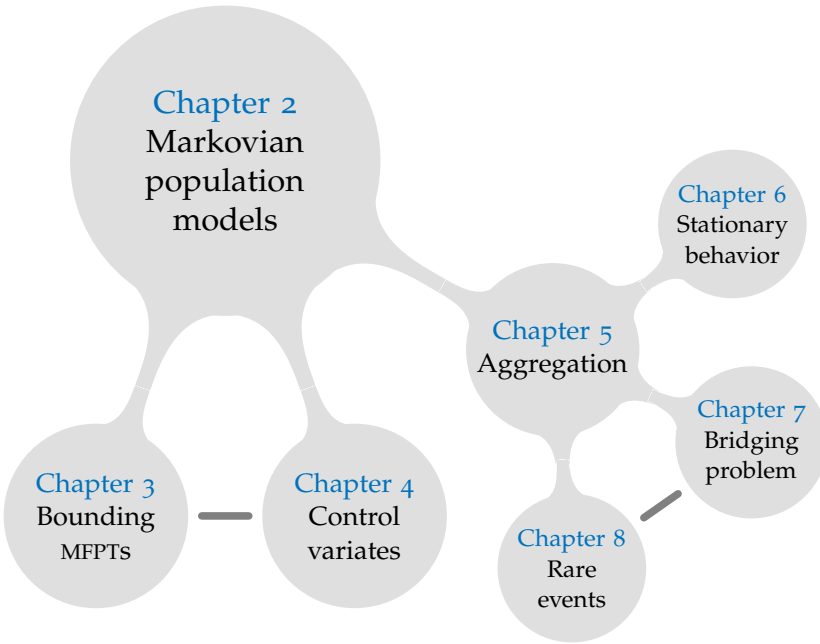 Chapter 2
Markovian
population
models
Chapter 6
Stationary
behavior
Chapter 5
Aggregation
Chapter 7
Bridging
problem
Chapter 3
Bounding
MFPTs
Chapter 4
Control
variates
Chapter 8
Rare
events